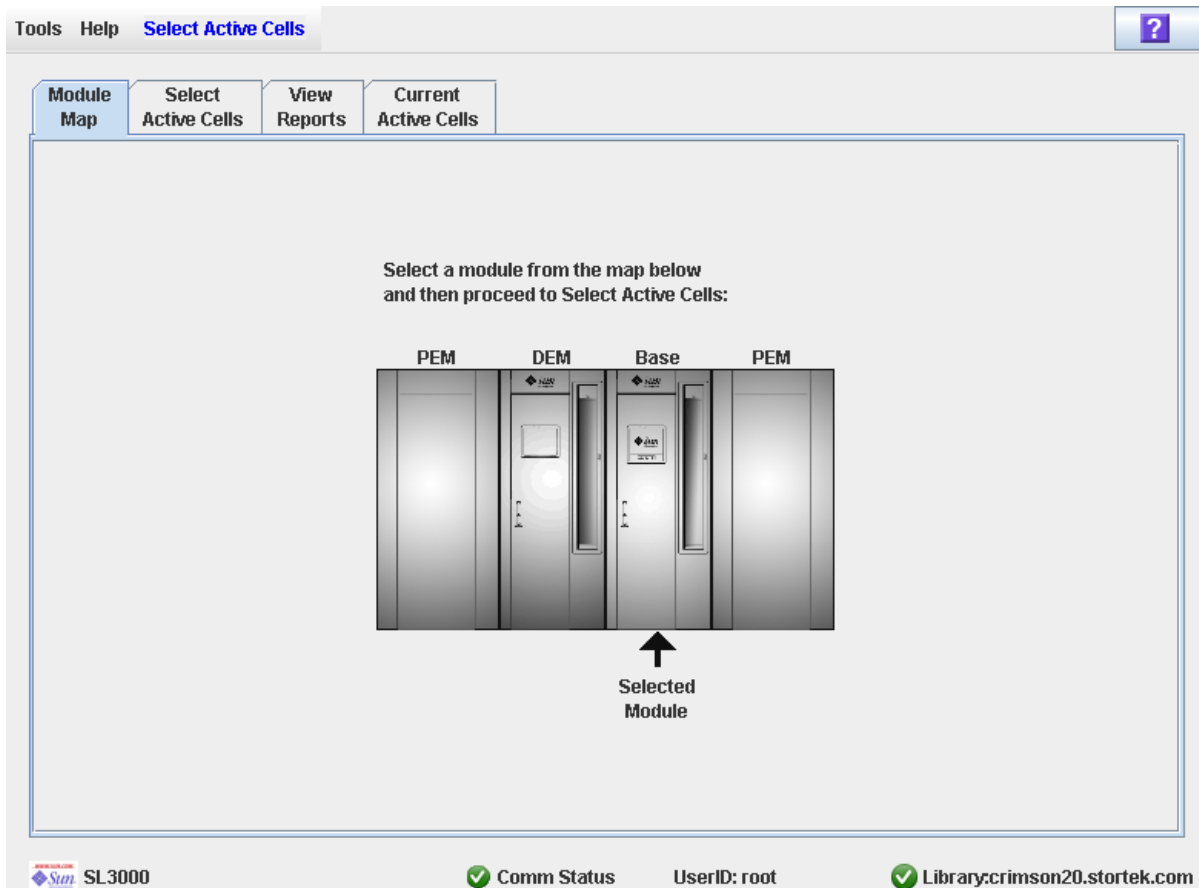 Tools Help Select Active Cells
?
Module Map
Select Active Cells
View Reports
Current Active Cells
Select a module from the map below
and then proceed to Select Active Cells:
PEM DEM Base PEM
Sun
Selected
Module
Sun SL3000 Comm Status UserID: root Library:crimson20.stortek.com